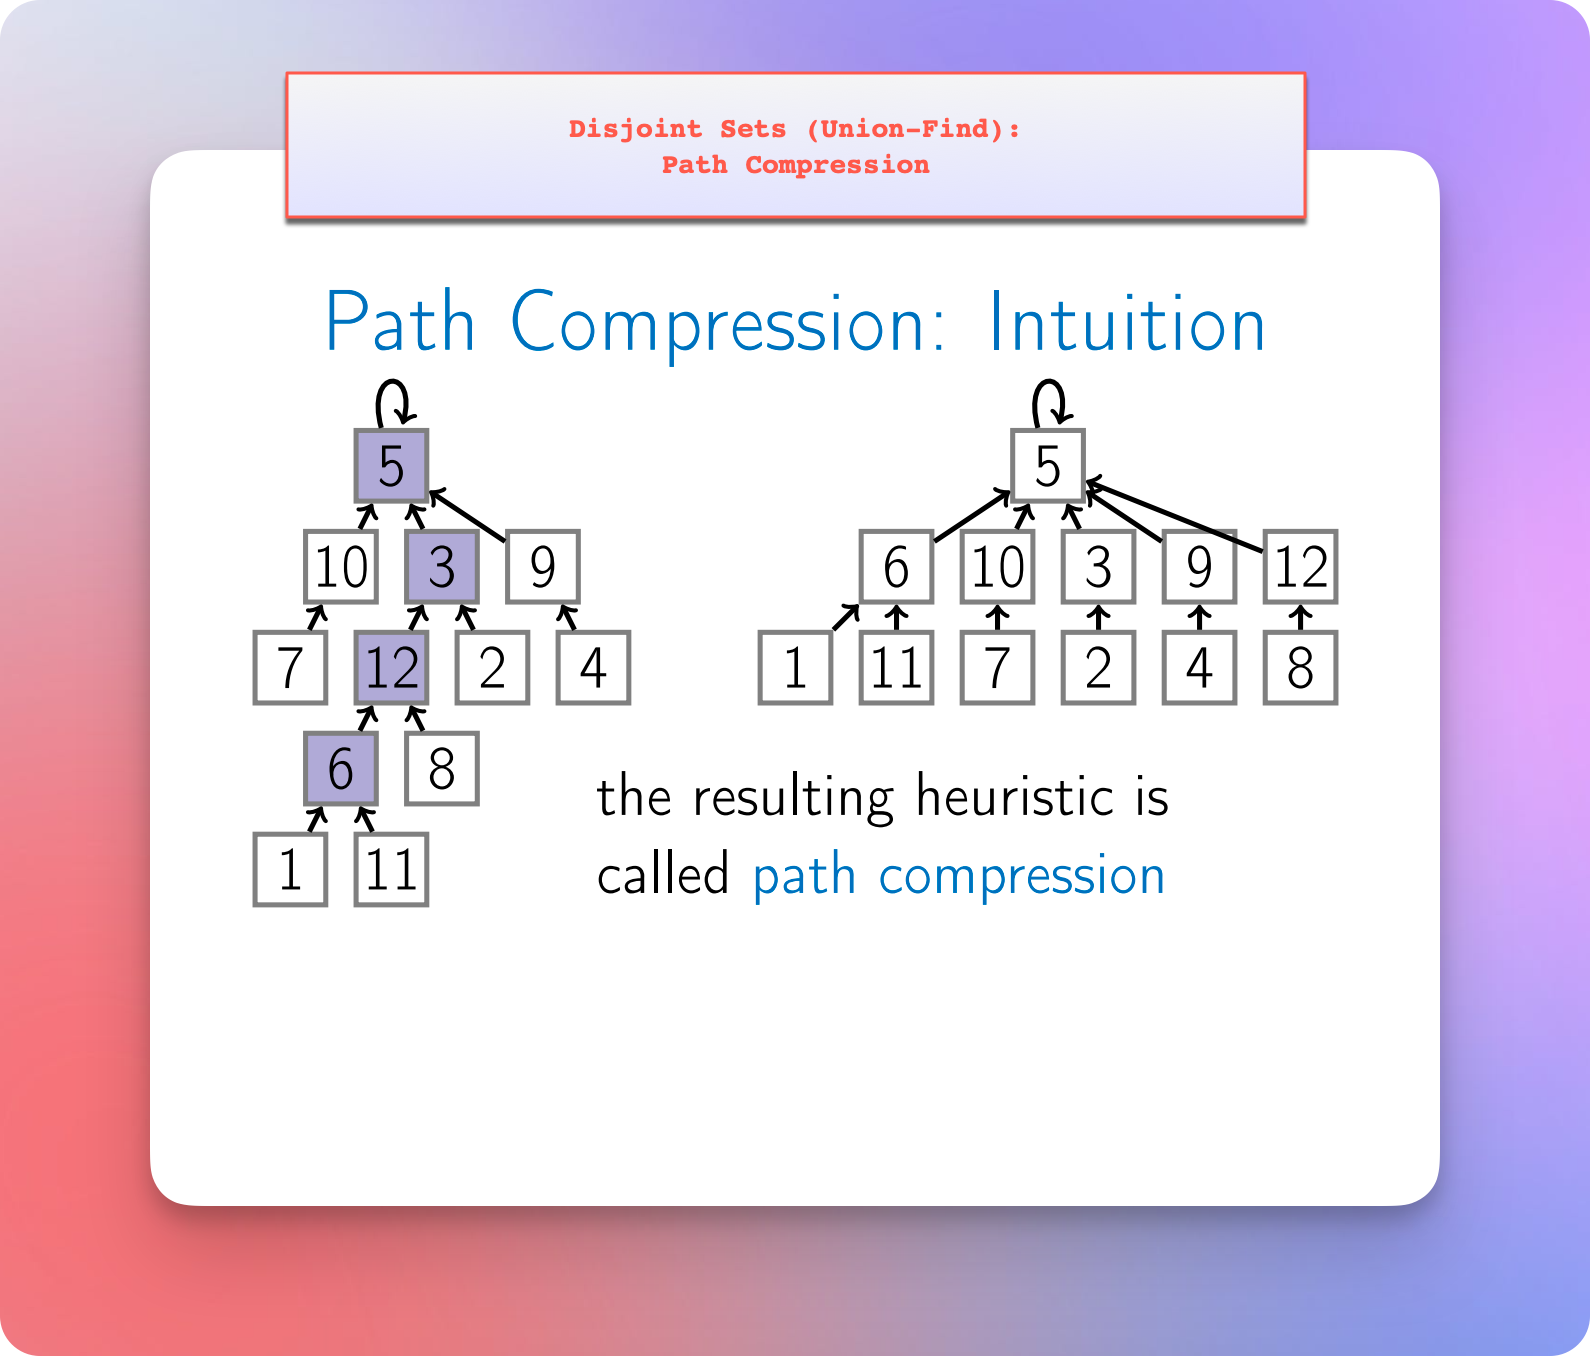 Disjoint Sets (Union-Find):
Path Compression
Path Compression: Intuition
5
10 3 9
7 12 2 4
6 8
1 11
5
6 10 3 9 12
1 11 7 2 4 8
the resulting heuristic is
called path compression